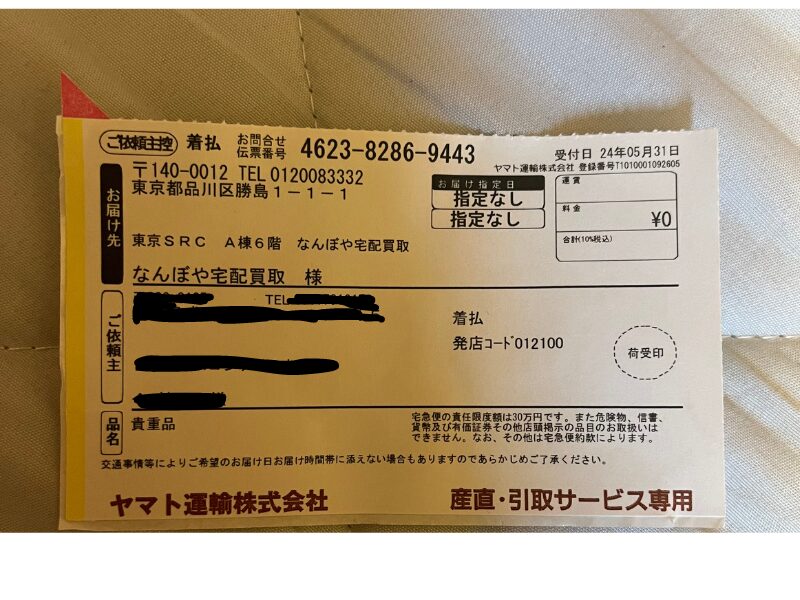 ご依頼主控 着払 お問合せ伝票番号 4623-8286-9443
受付日 24年05月31日
ヤマト運輸株式会社 登録番号T1010001092605
お届け先
〒140-0012 TEL 0120083332
東京都品川区勝島1-1-1
東京SRC A棟6階 なんぼや宅配買取
なんぼや宅配買取 様
お届け指定日
指定なし
指定なし
運賃
料金
¥0
合計(10%税込)
ご依頼主
TEL
着払
発店コード012100
荷受印
品名
貴重品
宅急便の責任限度額は30万円です。また危険物、信書、
貨幣及び有価証券その他店頭掲示の品目のお取扱いは
できません。なお、その他は宅急便約款によります。
交通事情等によりご希望のお届け日お届け時間帯に添えない場合もありますのであらかじめご了承ください。
ヤマト運輸株式会社
産直・引取サービス専用